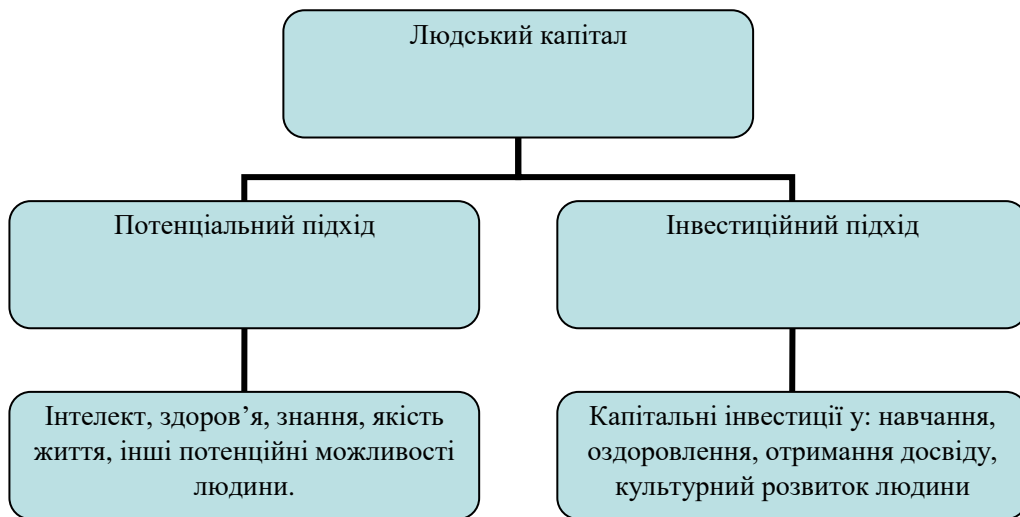 Людський капітал
Потенціальний підхід
Інвестиційний підхід
Інтелект, здоров’я, знання, якість
життя, інші потенційні можливості
людини.
Капітальні інвестиції у: навчання,
оздоровлення, отримання досвіду,
культурний розвиток людини